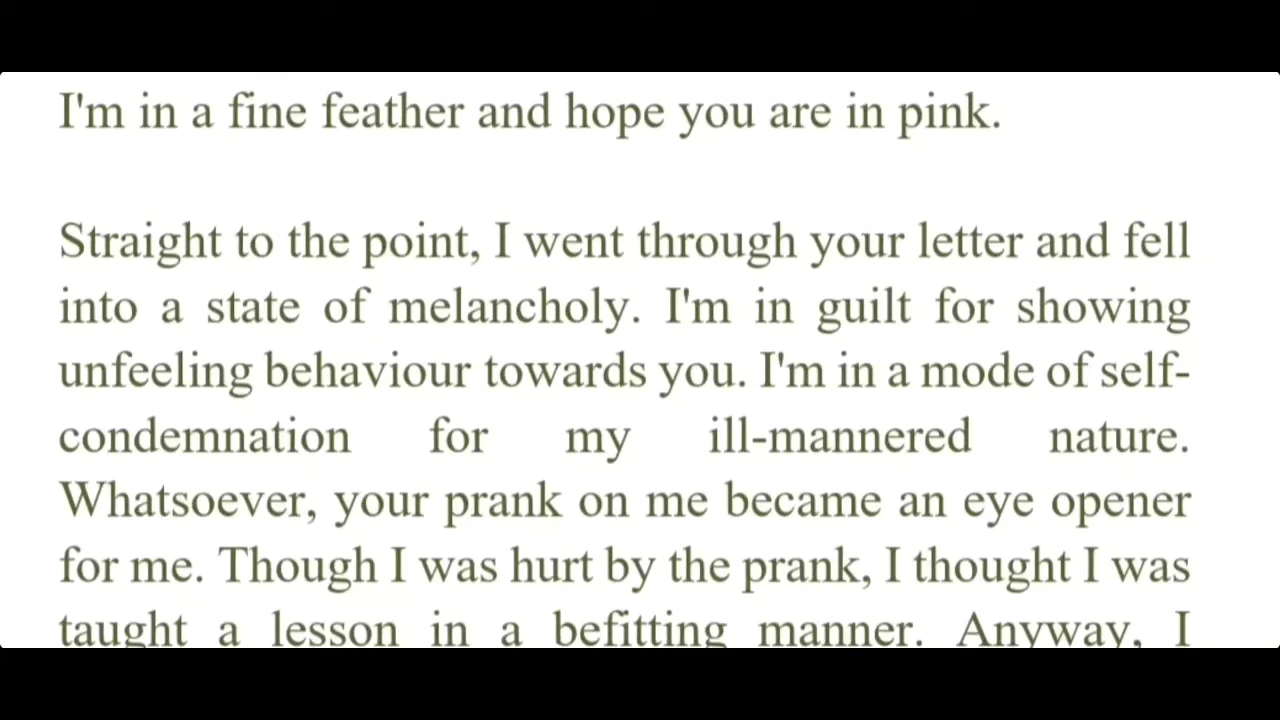 I'm in a fine feather and hope you are in pink.
Straight to the point, I went through your letter and fell
into a state of melancholy. I'm in guilt for showing
unfeeling behaviour towards you. I'm in a mode of self-
condemnation for my ill-mannered nature.
Whatsoever, your prank on me became an eye opener
for me. Though I was hurt by the prank, I thought I was
taught a lesson in a befitting manner. Anyway, I